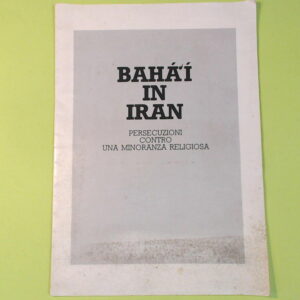 BAHÁ'Í
IN
IRAN
PERSECUZIONI
CONTRO
UNA MINORANZA RELIGIOSA